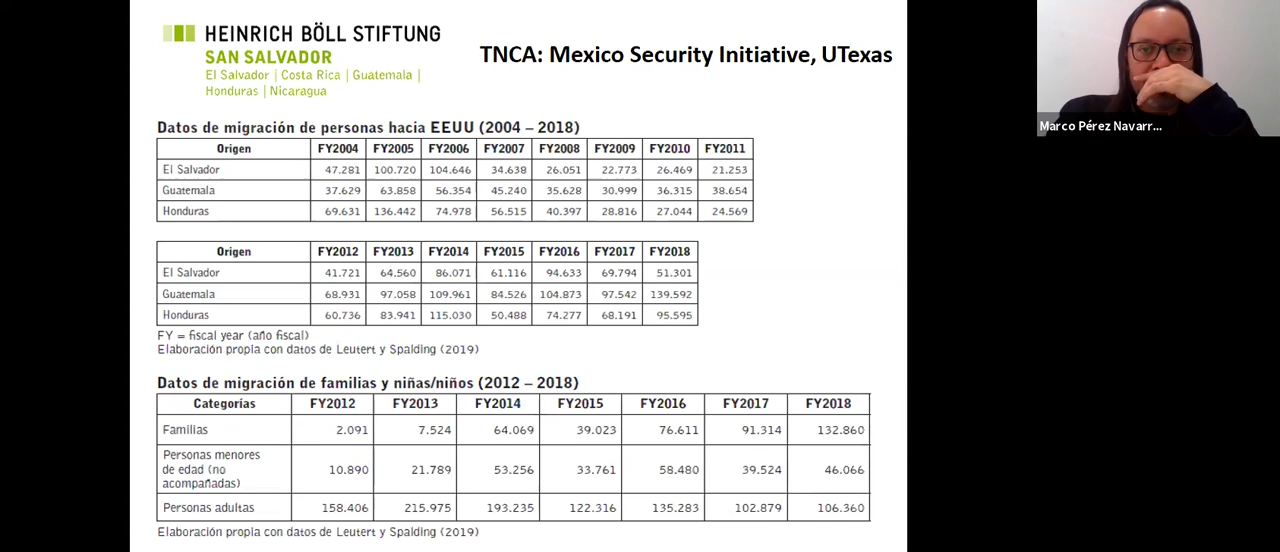 HEINRICH BÖLL STIFTUNG
SAN SALVADOR
El Salvador | Costa Rica | Guatemala |
Honduras | Nicaragua
TNCA: Mexico Security Initiative, UTexas
Marco Pérez Navarr...
Datos de migración de personas hacia EEUU (2004 – 2018)
Origen FY2004 FY2005 FY2006 FY2007 FY2008 FY2009 FY2010 FY2011
El Salvador 47.281 100.720 104.646 34.638 26.051 22.773 26.469 21.253
Guatemala 37.629 63.858 56.354 45.240 35.628 30.999 36.315 38.654
Honduras 69.631 136.442 74.978 56.515 40.397 28.816 27.044 24.569
Origen FY2012 FY2013 FY2014 FY2015 FY2016 FY2017 FY2018
El Salvador 41.721 64.560 86.071 61.116 94.633 69.794 51.301
Guatemala 68.931 97.058 109.961 84.526 104.873 97.542 139.592
Honduras 60.736 83.941 115.030 50.488 74.277 68.191 95.595
FY = fiscal year (año fiscal)
Elaboración propia con datos de Leutert y Spalding (2019)
Datos de migración de familias y niñas/niños (2012 – 2018)
Categorías FY2012 FY2013 FY2014 FY2015 FY2016 FY2017 FY2018
Familias 2.091 7.524 64.069 39.023 76.611 91.314 132.860
Personas menores
de edad (no 10.890 21.789 53.256 33.761 58.480 39.524 46.066
acompañadas)
Personas adultas 158.406 215.975 193.235 122.316 135.283 102.879 106.360
Elaboración propia con datos de Leutert y Spalding (2019)